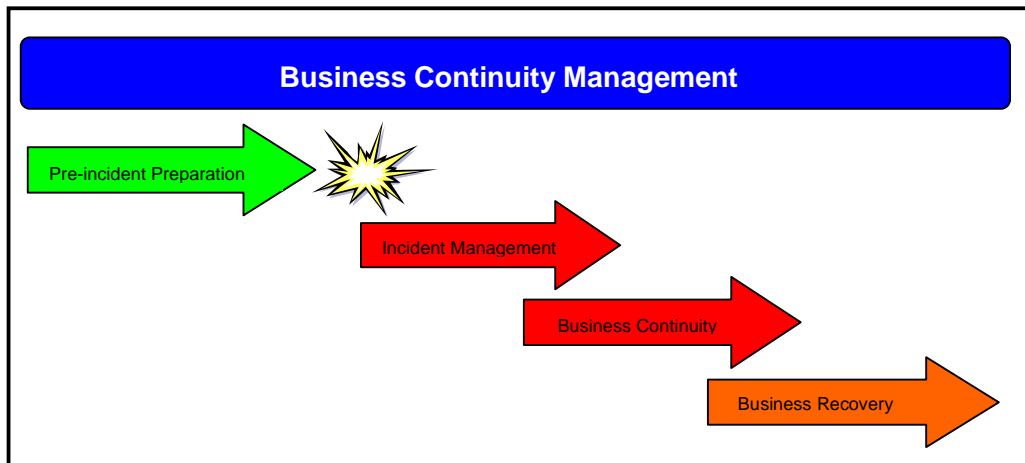 Business Continuity Management
Pre-incident Preparation
Incident Management
Business Continuity
Business Recovery